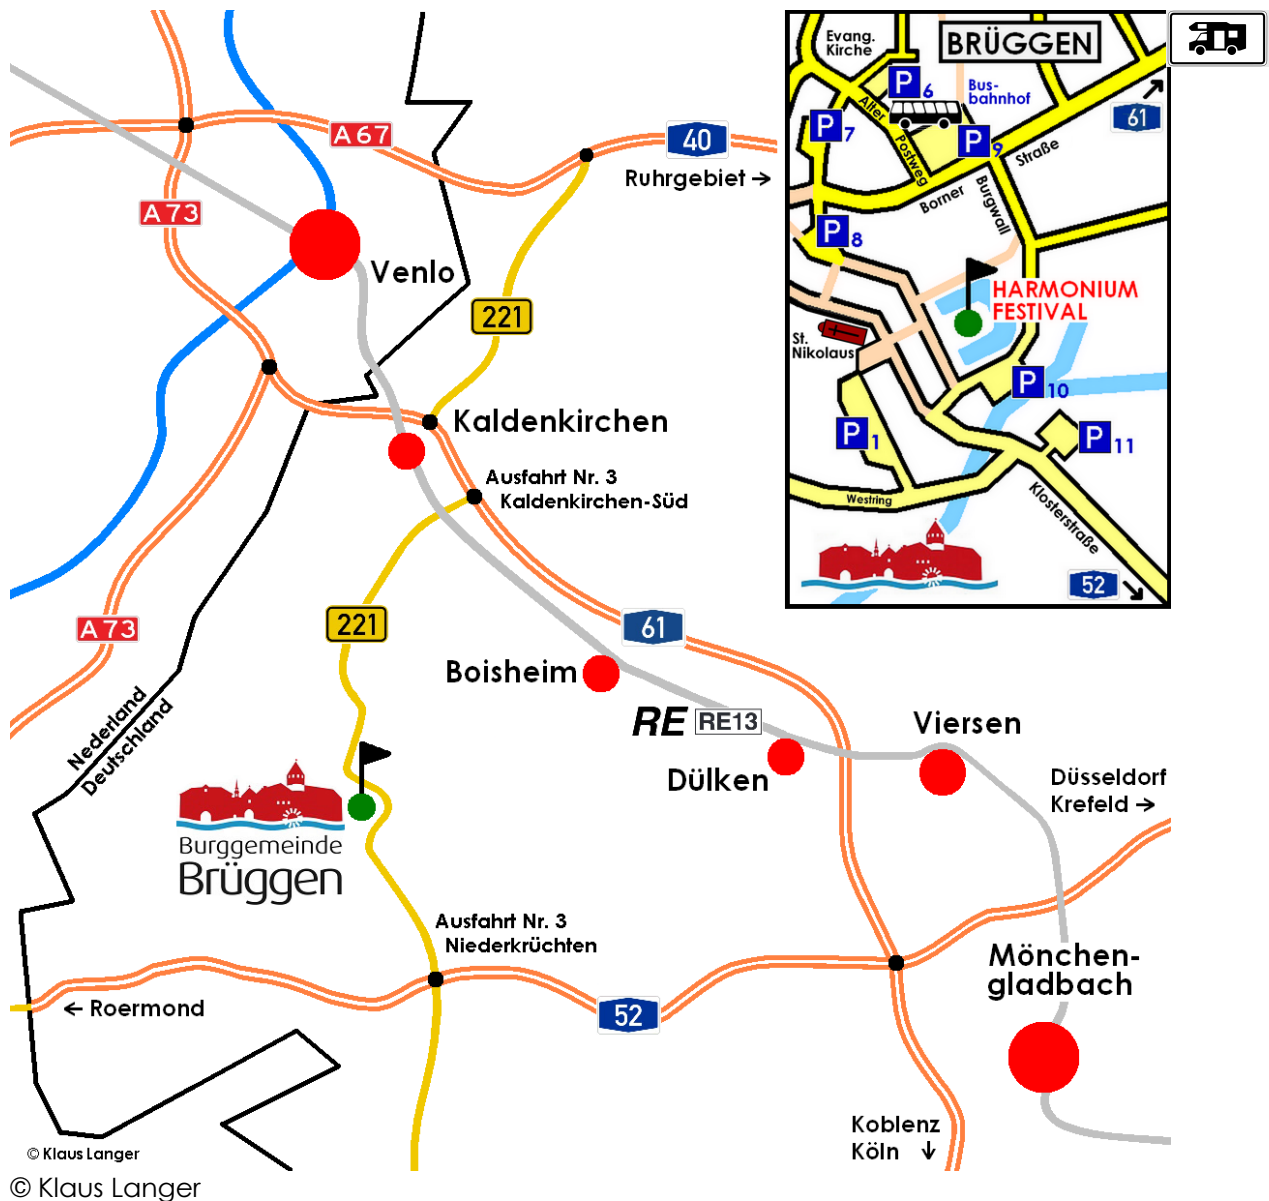 A 67
40
Ruhrgebiet →
A 73
Venlo
221
Kaldenkirchen
Ausfahrt Nr. 3
Kaldenkirchen-Süd
A 73
221
61
Boisheim
RE RE13
Nederland
Deutschland
Viersen
Dülken
Düsseldorf
Krefeld →
Burggemeinde
Brüggen
Ausfahrt Nr. 3
Niederkrüchten
Mönchen-
gladbach
← Roermond
52
Koblenz
Köln ↓
© Klaus Langer
© Klaus Langer
BRÜGGEN
Evang.
Kirche
P 6
Bus-
bahnhof
61
Alter
Postweg
P 7
P 9
Straße
Borner
Burgwall
P 8
HARMONIUM
FESTIVAL
St.
Nikolaus
P 10
P 1
P 11
Westring
Klosterstraße
52